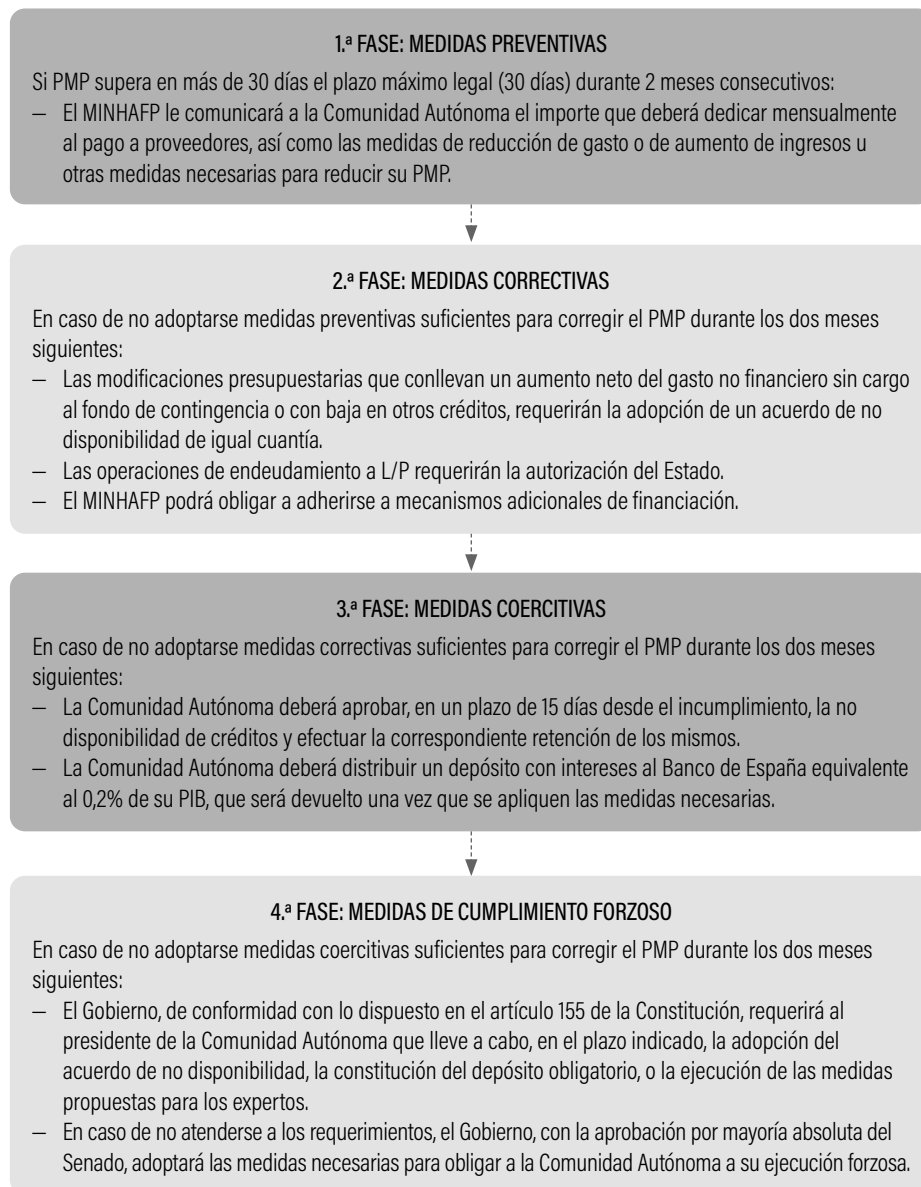 1.ª FASE: MEDIDAS PREVENTIVAS
Si PMP supera en más de 30 días el plazo máximo legal (30 días) durante 2 meses consecutivos:
— El MINHAFP le comunicará a la Comunidad Autónoma el importe que deberá dedicar mensualmente
al pago a proveedores, así como las medidas de reducción de gasto o de aumento de ingresos u
otras medidas necesarias para reducir su PMP.
2.ª FASE: MEDIDAS CORRECTIVAS
En caso de no adoptarse medidas preventivas suficientes para corregir el PMP durante los dos meses
siguientes:
— Las modificaciones presupuestarias que conllevan un aumento neto del gasto no financiero sin cargo
al fondo de contingencia o con baja en otros créditos, requerirán la adopción de un acuerdo de no
disponibilidad de igual cuantía.
— Las operaciones de endeudamiento a L/P requerirán la autorización del Estado.
— El MINHAFP podrá obligar a adherirse a mecanismos adicionales de financiación.
3.ª FASE: MEDIDAS COERCITIVAS
En caso de no adoptarse medidas correctivas suficientes para corregir el PMP durante los dos meses
siguientes:
— La Comunidad Autónoma deberá aprobar, en un plazo de 15 días desde el incumplimiento, la no
disponibilidad de créditos y efectuar la correspondiente retención de los mismos.
— La Comunidad Autónoma deberá distribuir un depósito con intereses al Banco de España equivalente
al 0,2% de su PIB, que será devuelto una vez que se apliquen las medidas necesarias.
4.ª FASE: MEDIDAS DE CUMPLIMIENTO FORZOSO
En caso de no adoptarse medidas coercitivas suficientes para corregir el PMP durante los dos meses
siguientes:
— El Gobierno, de conformidad con lo dispuesto en el artículo 155 de la Constitución, requerirá al
presidente de la Comunidad Autónoma que lleve a cabo, en el plazo indicado, la adopción del
acuerdo de no disponibilidad, la constitución del depósito obligatorio, o la ejecución de las medidas
propuestas para los expertos.
— En caso de no atenderse a los requerimientos, el Gobierno, con la aprobación por mayoría absoluta del
Senado, adoptará las medidas necesarias para obligar a la Comunidad Autónoma a su ejecución forzosa.